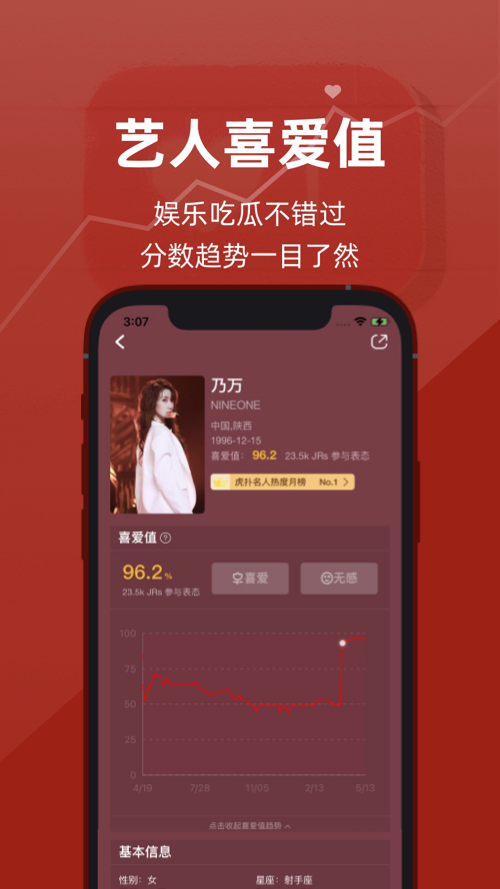 艺人喜爱值
娱乐吃瓜不错过
分数趋势一目了然
3:07
乃万
NINEONE
中国,陕西
1996-12-15
喜爱值： 96.2 23.5k JRs 参与表态
虎扑名人热度月榜 No.1
喜爱值
96.2%
喜爱
无感
23.5k JRs 参与表态
100
75
50
25
0
4/19 7/28 11/05 2/13 5/13
点击收起喜爱值趋势
基本信息
性别：女 星座：射手座